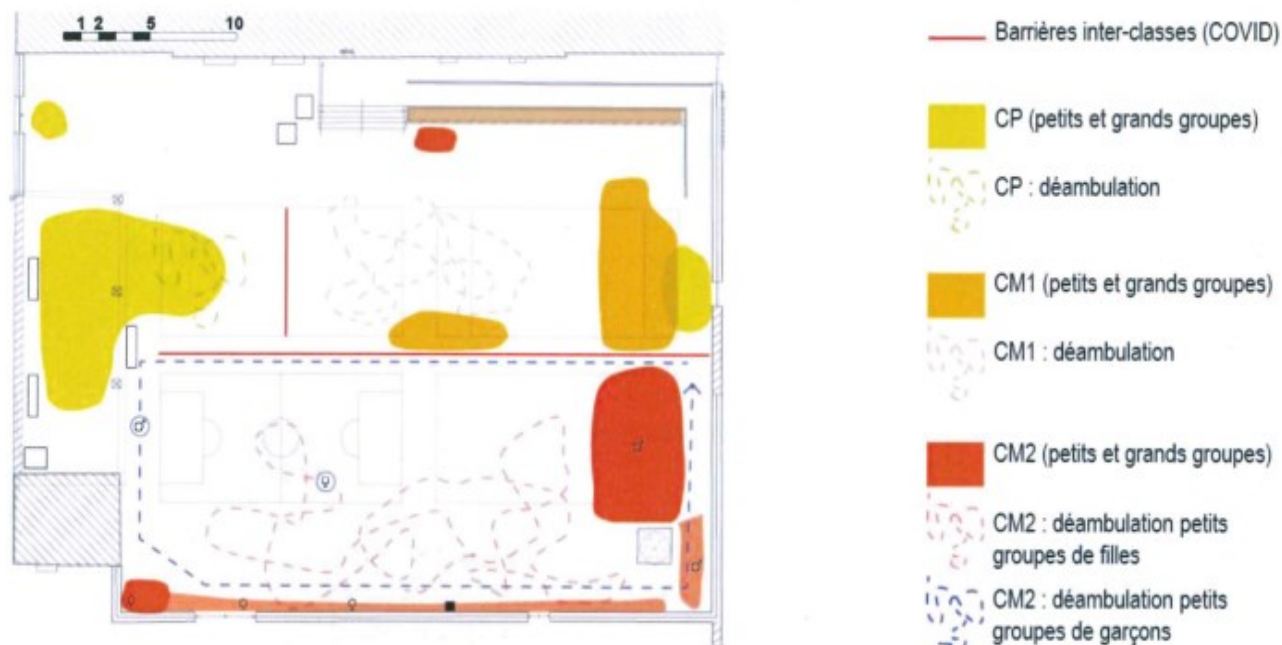 1 2 5 10
Barrières inter-classes (COVID)
CP (petits et grands groupes)
CP : déambulation
CM1 (petits et grands groupes)
CM1 : déambulation
CM2 (petits et grands groupes)
CM2 : déambulation petits
groupes de filles
CM2 : déambulation petits
groupes de garçons